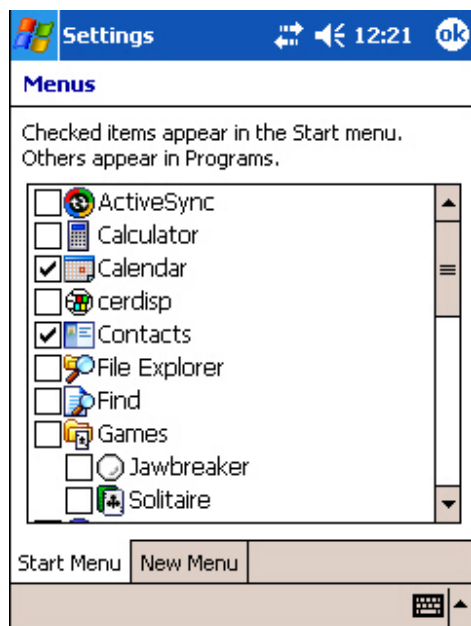 Settings 12:21 ok
Menus
Checked items appear in the Start menu.
Others appear in Programs.
ActiveSync
Calculator
Calendar
cerdisp
Contacts
File Explorer
Find
Games
Jawbreaker
Solitaire
Start Menu New Menu